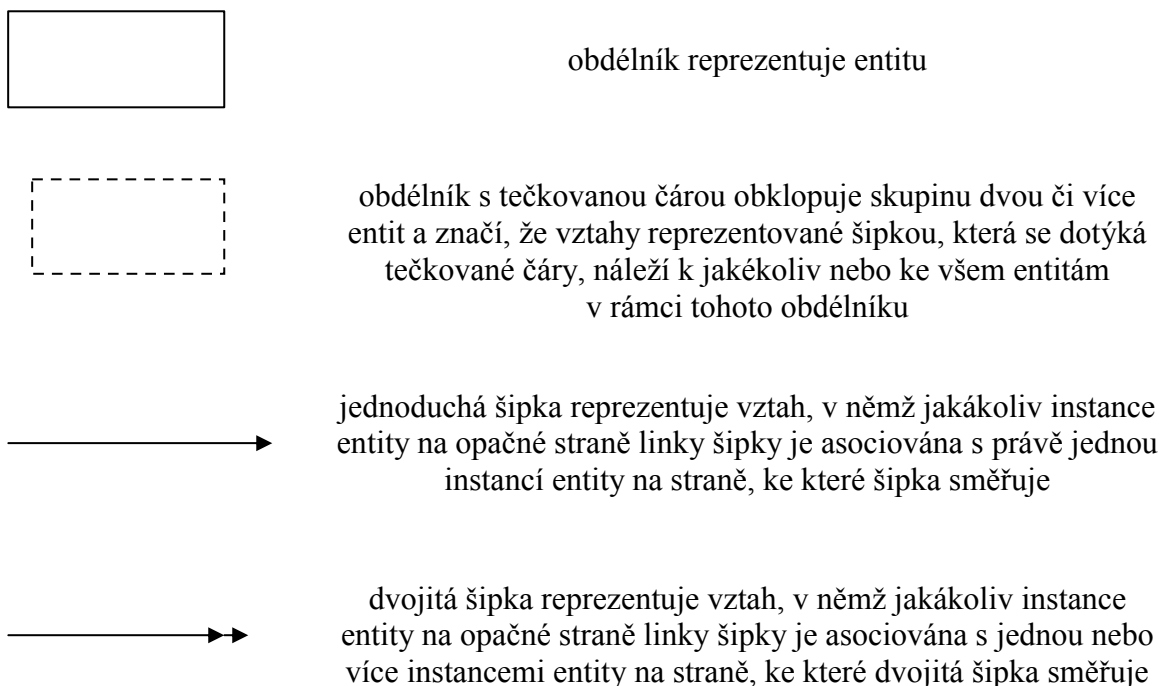 obdélník reprezentuje entitu
obdélník s tečkovanou čárou obklopuje skupinu dvou či více
entit a značí, že vztahy reprezentované šipkou, která se dotýká
tečkované čáry, náleží k jakékoliv nebo ke všem entitám
v rámci tohoto obdélníku
jednoduchá šipka reprezentuje vztah, v němž jakákoliv instance
entity na opačné straně linky šipky je asociována s právě jednou
instancí entity na straně, ke které šipka směřuje
dvojitá šipka reprezentuje vztah, v němž jakákoliv instance
entity na opačné straně linky šipky je asociována s jednou nebo
více instancemi entity na straně, ke které dvojitá šipka směřuje